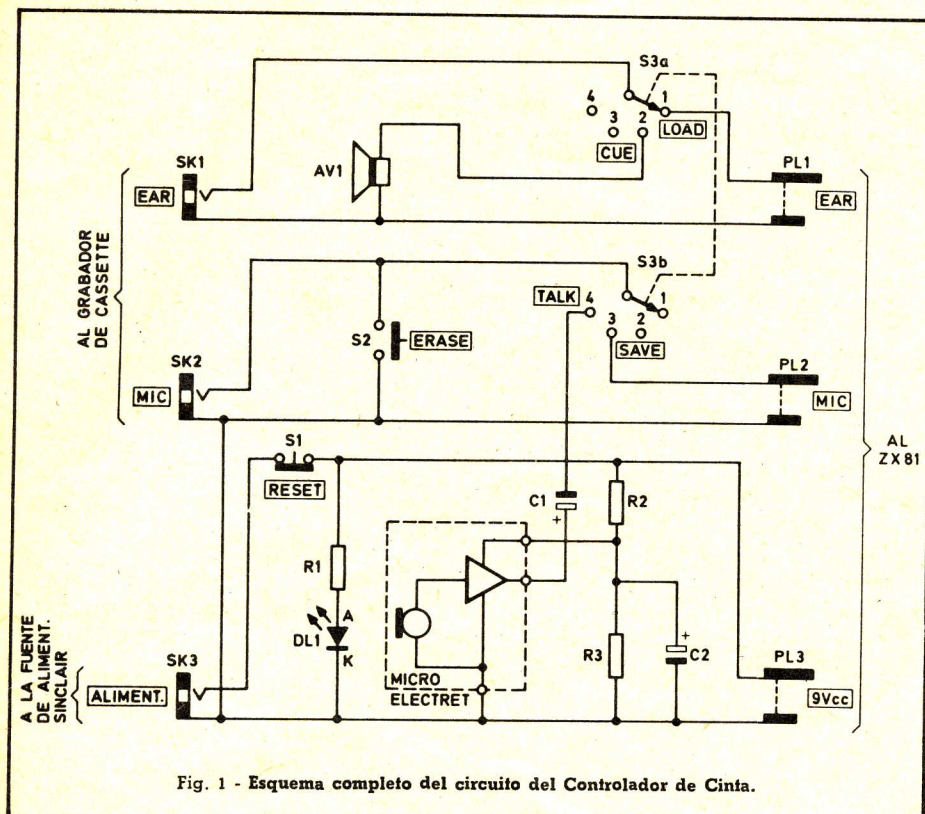 S3a
4
1
3
2
LOAD
CUE
SK1
AV1
PL1
EAR
EAR
AL GRABADOR
DE CASSETTE
S3b
TALK
4
1
3
2
S2
ERASE
SAVE
SK2
PL2
MIC
MIC
S1
AL
ZX81
RESET
C1
+
R2
R1
A
DL1
K
R3
+
C2
SK3
PL3
A LA FUENTE
DE ALIMENT.
SINCLAIR
ALIMENT.
MICRO
ELECTRET
9Vcc
Fig. 1 - Esquema completo del circuito del Controlador de Cinta.